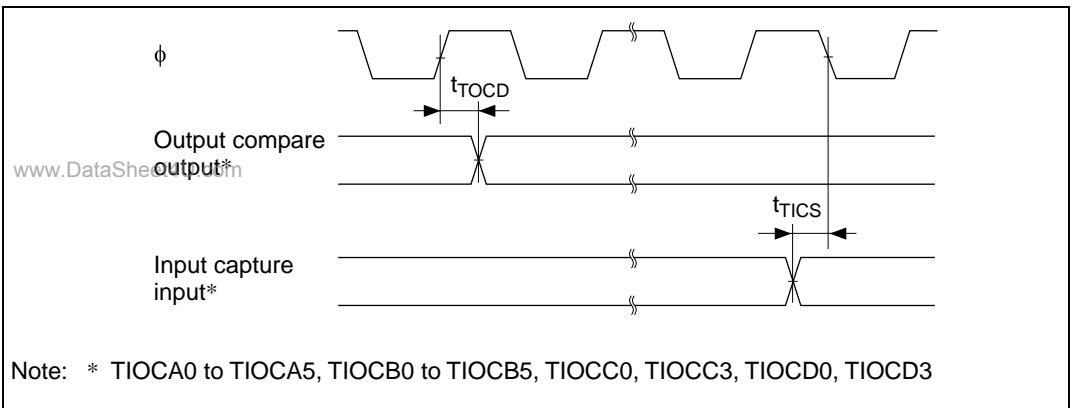 ϕ
tTOCD
Output compare
output*
www.DataSheet4U.com
tTICS
Input capture
input*
Note: * TIOCA0 to TIOCA5, TIOCB0 to TIOCB5, TIOCC0, TIOCC3, TIOCD0, TIOCD3